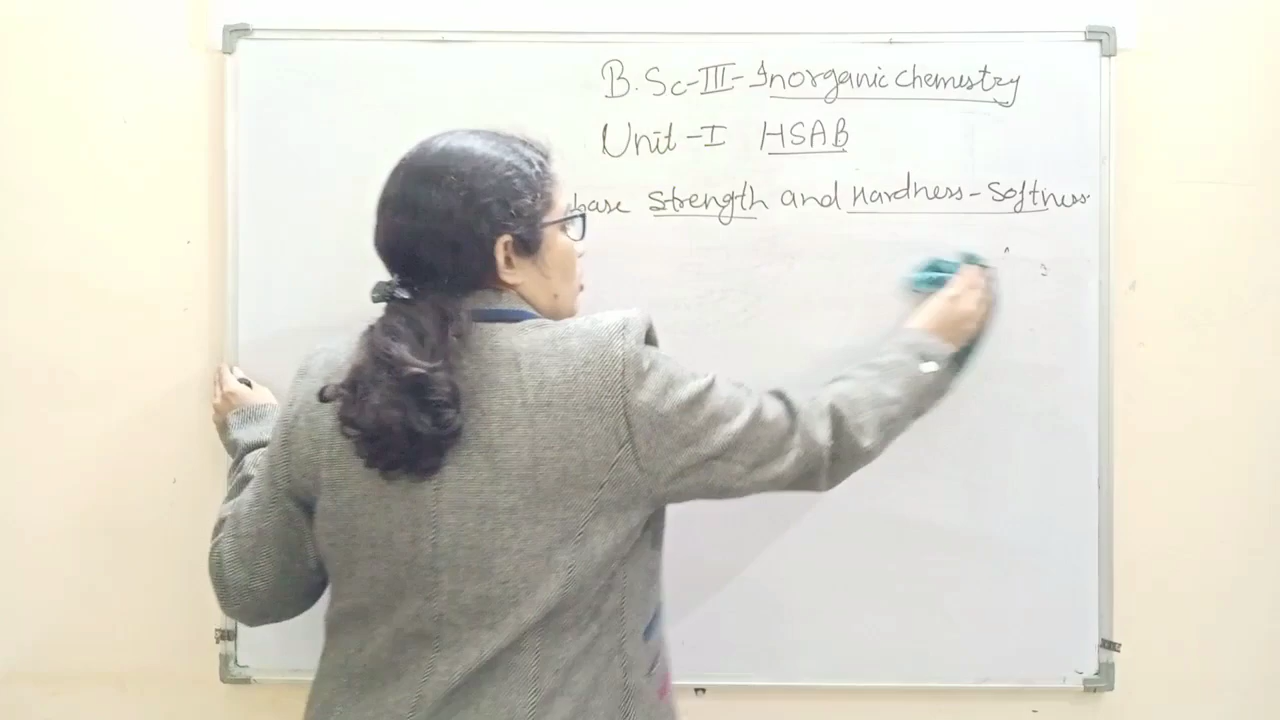 B.Sc-III-Inorganic chemistry
Unit-I HSAB
base strength and Hardness-Softness.